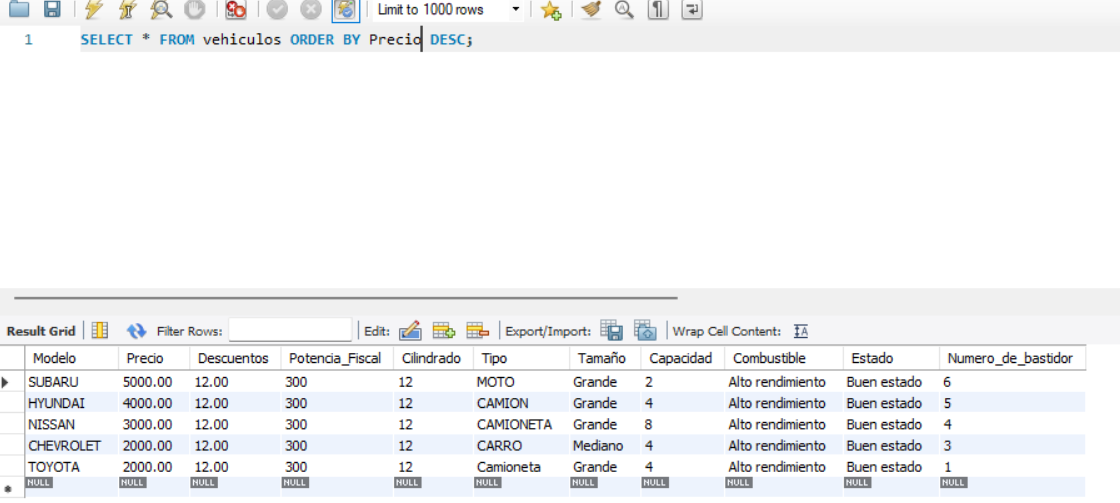 Limit to 1000 rows
1 SELECT * FROM vehiculos ORDER BY Precio DESC;
Result Grid Filter Rows: Edit: Export/Import: Wrap Cell Content: IA
Modelo Precio Descuentos Potencia_Fiscal Cilindrado Tipo Tamaño Capacidad Combustible Estado Numero_de_bastidor
SUBARU 5000.00 12.00 300 12 MOTO Grande 2 Alto rendimiento Buen estado 6
HYUNDAI 4000.00 12.00 300 12 CAMION Grande 4 Alto rendimiento Buen estado 5
NISSAN 3000.00 12.00 300 12 CAMIONETA Grande 8 Alto rendimiento Buen estado 4
CHEVROLET 2000.00 12.00 300 12 CARRO Mediano 4 Alto rendimiento Buen estado 3
TOYOTA 2000.00 12.00 300 12 Camioneta Grande 4 Alto rendimiento Buen estado 1
NULL NULL NULL NULL NULL NULL NULL NULL NULL NULL NULL